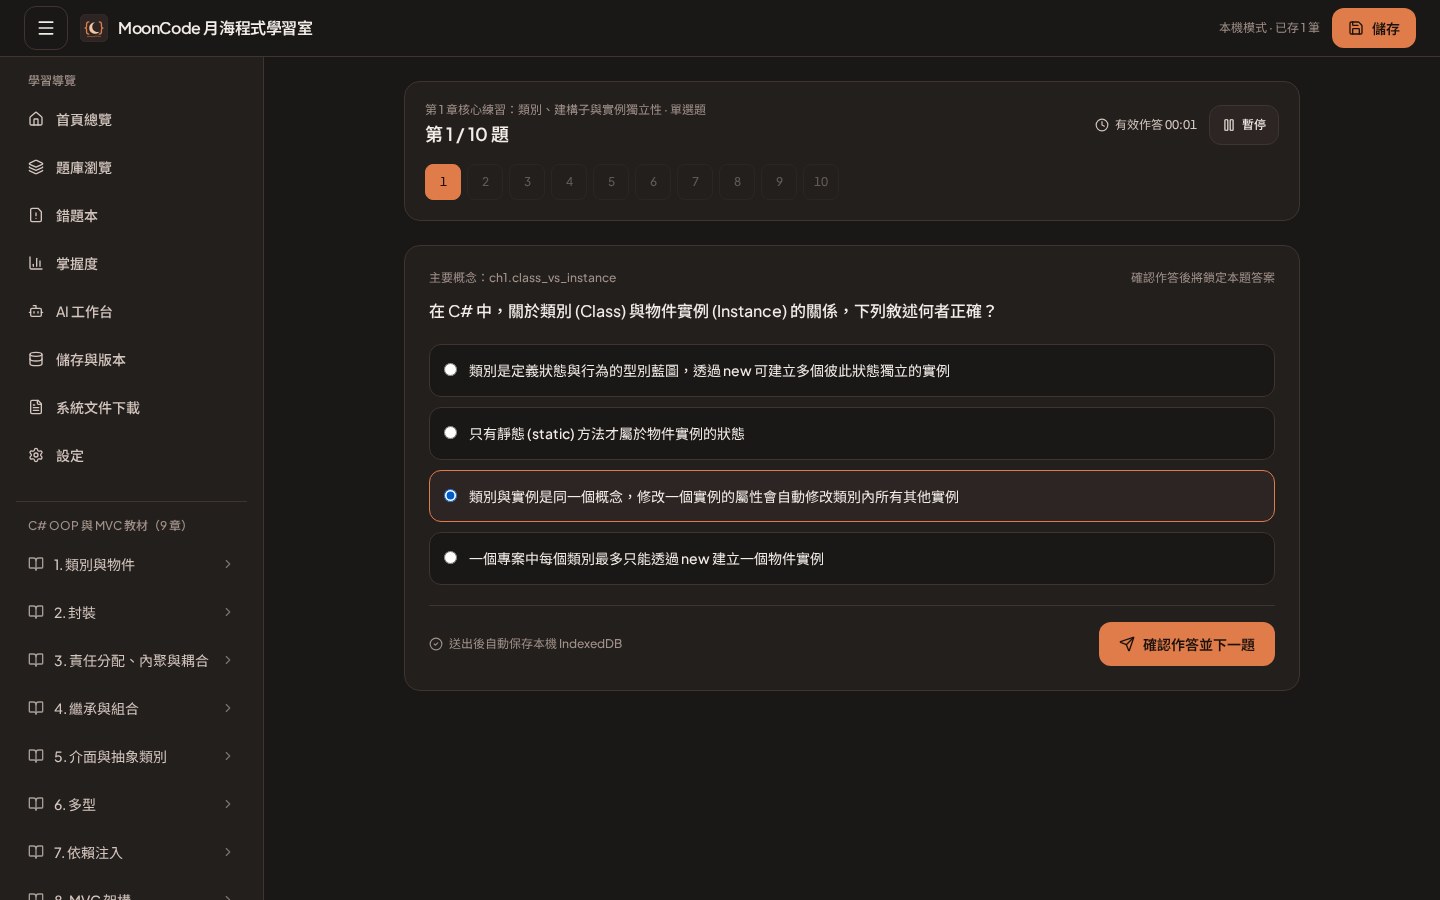 MoonCode 月海程式學習室
本機模式 · 已存 1 筆
儲存
學習導覽
首頁總覽
題庫瀏覽
錯題本
掌握度
AI 工作台
儲存與版本
系統文件下載
設定
C# OOP 與 MVC 教材（9 章）
1. 類別與物件
2. 封裝
3. 責任分配、內聚與耦合
4. 繼承與組合
5. 介面與抽象類別
6. 多型
7. 依賴注入
8. MVC 架構
第 1 章核心練習：類別、建構子與實例獨立性 · 單選題
第 1 / 10 題
有效作答 00:01
暫停
1 2 3 4 5 6 7 8 9 10
主要概念：ch1.class_vs_instance
確認作答後將鎖定本題答案
在 C# 中，關於類別 (Class) 與物件實例 (Instance) 的關係，下列敘述何者正確？
類別是定義狀態與行為的型別藍圖，透過 new 可建立多個彼此狀態獨立的實例
只有靜態 (static) 方法才屬於物件實例的狀態
類別與實例是同一個概念，修改一個實例的屬性會自動修改類別內所有其他實例
一個專案中每個類別最多只能透過 new 建立一個物件實例
送出後自動保存本機 IndexedDB
確認作答並下一題